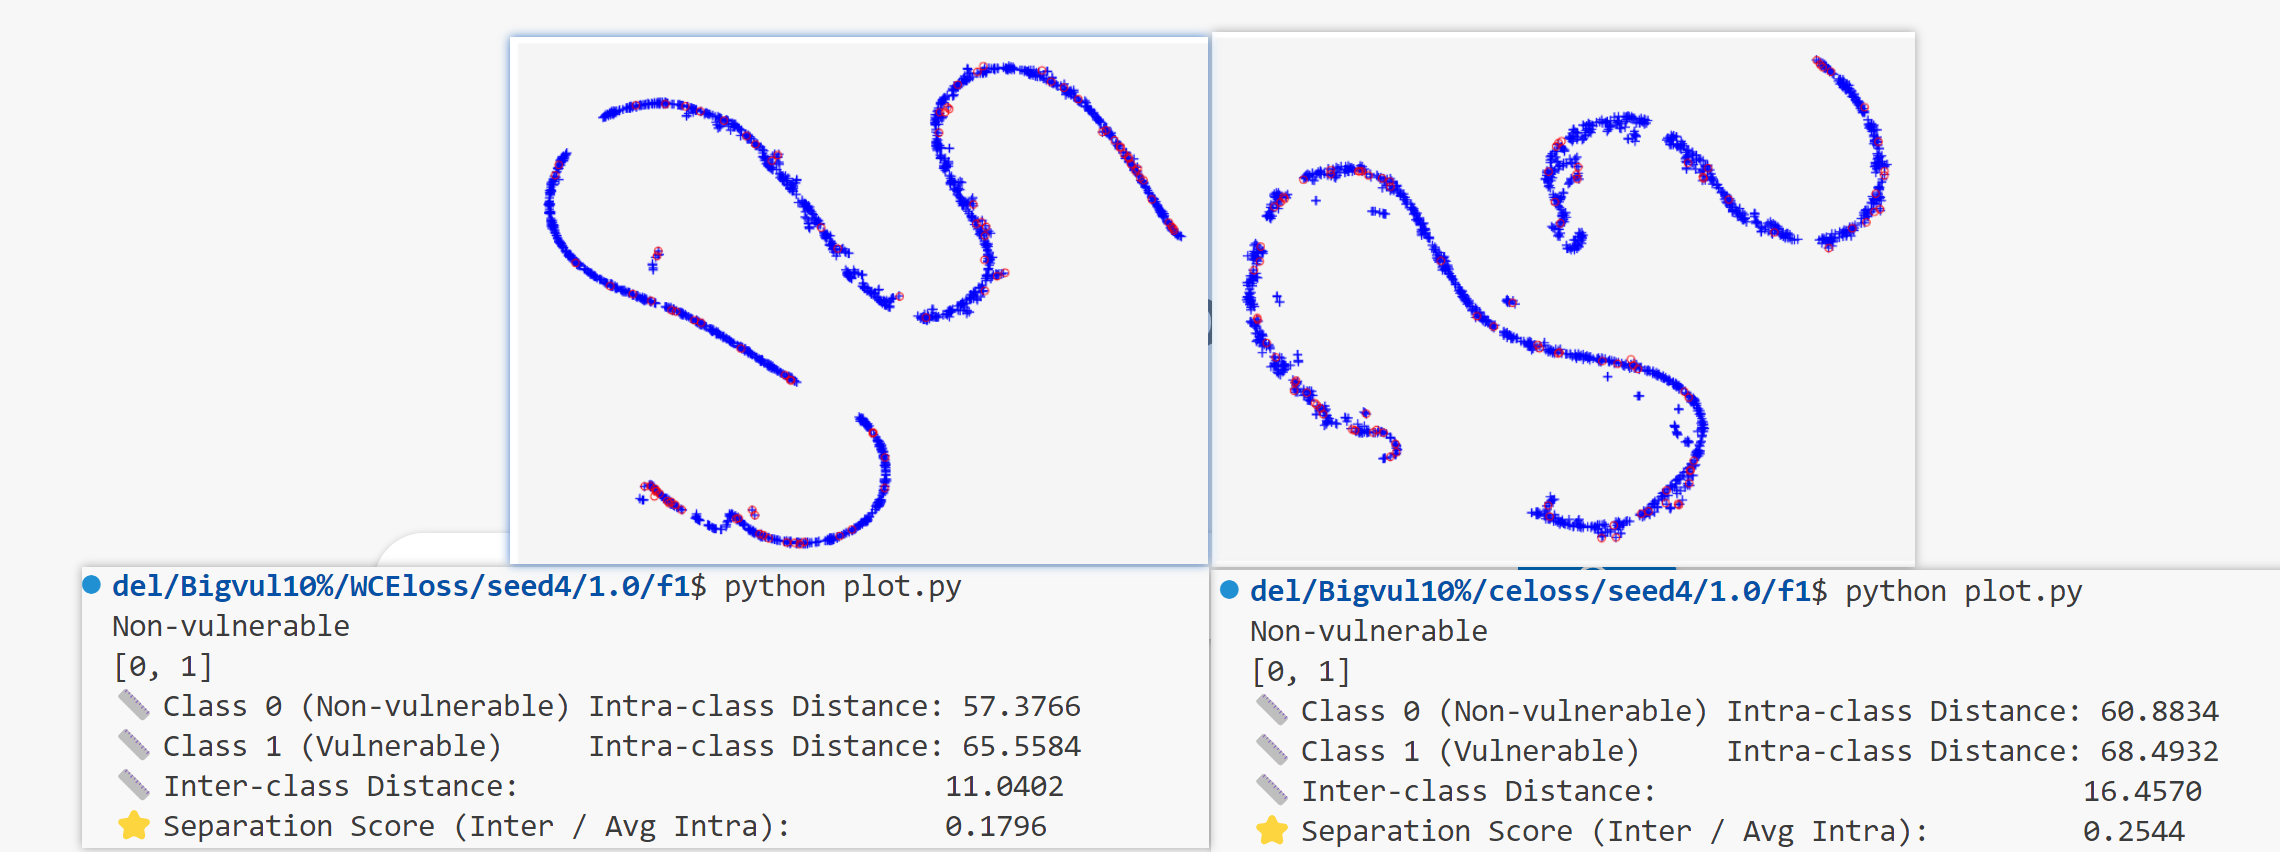 del/Bigvul10%/WCEloss/seed4/1.0/f1$ python plot.py
Non-vulnerable
[0, 1]
Class 0 (Non-vulnerable) Intra-class Distance: 57.3766
Class 1 (Vulnerable) Intra-class Distance: 65.5584
Inter-class Distance: 11.0402
Separation Score (Inter / Avg Intra): 0.1796
del/Bigvul10%/celoss/seed4/1.0/f1$ python plot.py
Non-vulnerable
[0, 1]
Class 0 (Non-vulnerable) Intra-class Distance: 60.8834
Class 1 (Vulnerable) Intra-class Distance: 68.4932
Inter-class Distance: 16.4570
Separation Score (Inter / Avg Intra): 0.2544